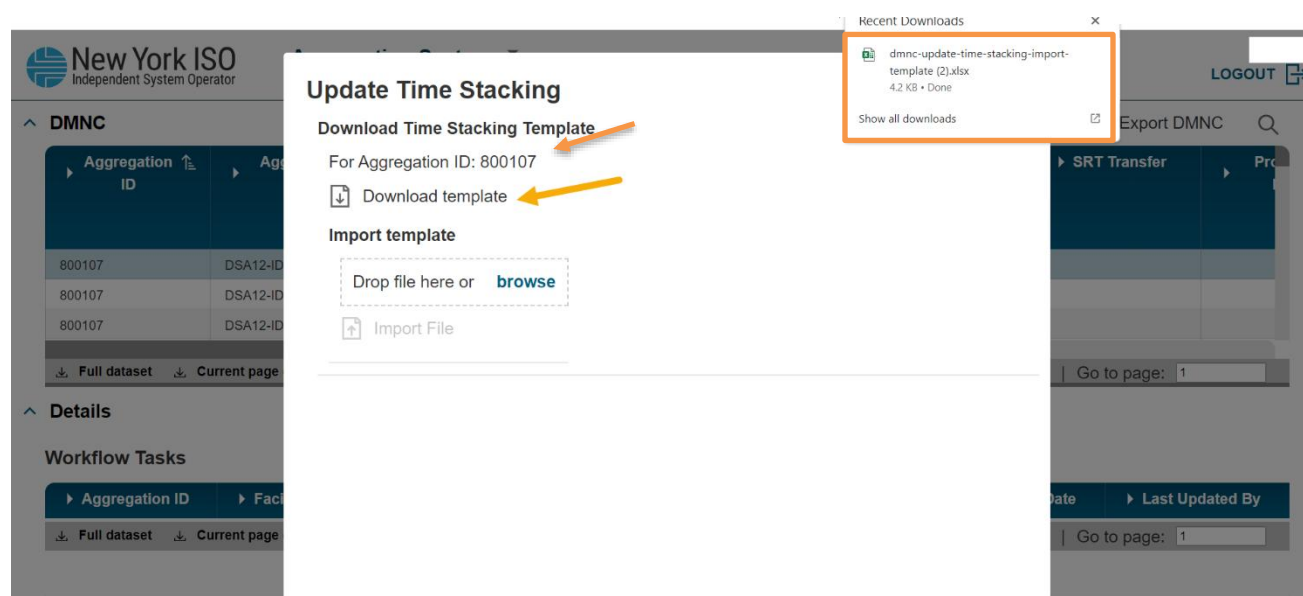 Recent Downloads
dmnc-update-time-stacking-import-
template (2).xlsx
4.2 KB • Done
Show all downloads
New York ISO
Independent System Operator
LOGOUT
Update Time Stacking
Download Time Stacking Template
For Aggregation ID: 800107
Download template
Import template
Drop file here or browse
Import File
DMNC
Export DMNC
Aggregation
ID
SRT Transfer
800107 DSA12-ID
800107 DSA12-ID
800107 DSA12-ID
Full dataset Current page
Go to page: 1
Details
Workflow Tasks
Aggregation ID
Last Updated By
Full dataset Current page
Go to page: 1